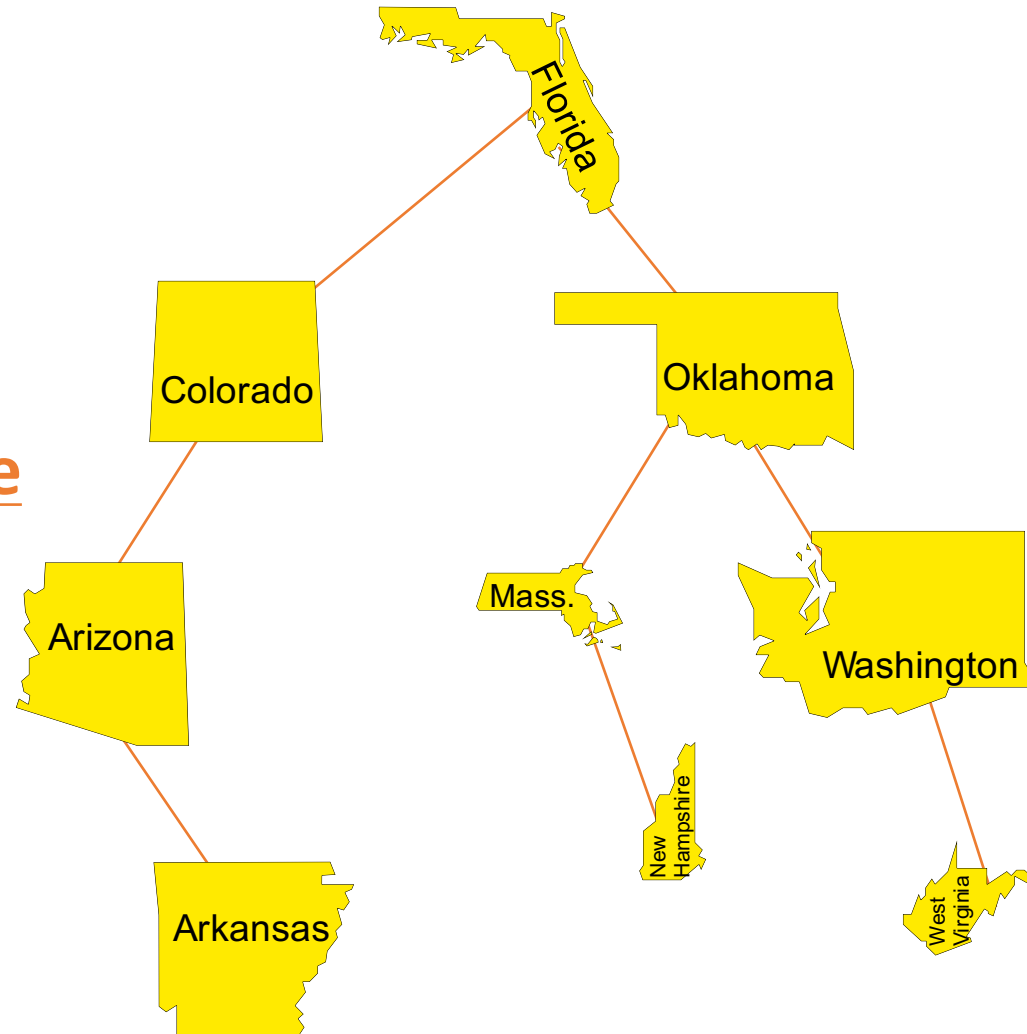 Florida
Colorado
Oklahoma
e
Arizona
Mass.
Washington
New
Hampshire
West
Virginia
Arkansas